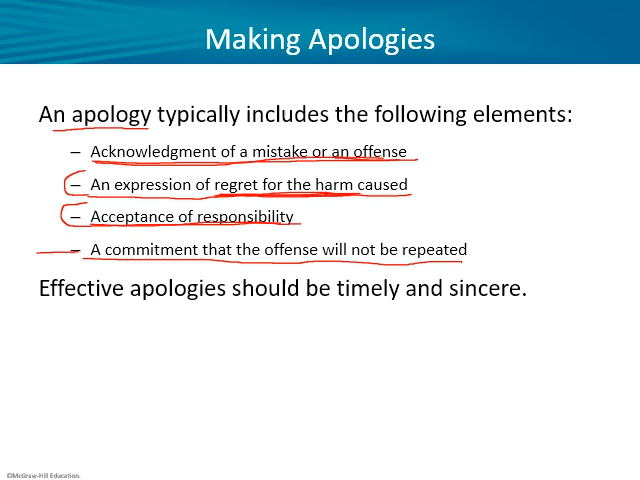 Making Apologies
An apology typically includes the following elements:
– Acknowledgment of a mistake or an offense
– An expression of regret for the harm caused
– Acceptance of responsibility
– A commitment that the offense will not be repeated
Effective apologies should be timely and sincere.
©McGraw-Hill Education.